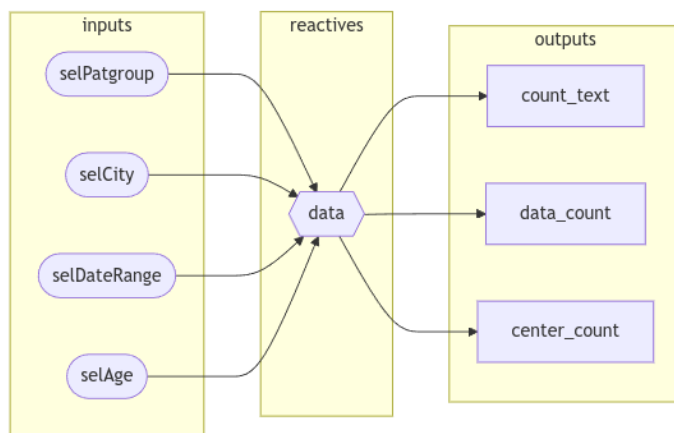 inputs
selPatgroup
selCity
selDateRange
selAge
reactives
data
outputs
count_text
data_count
center_count